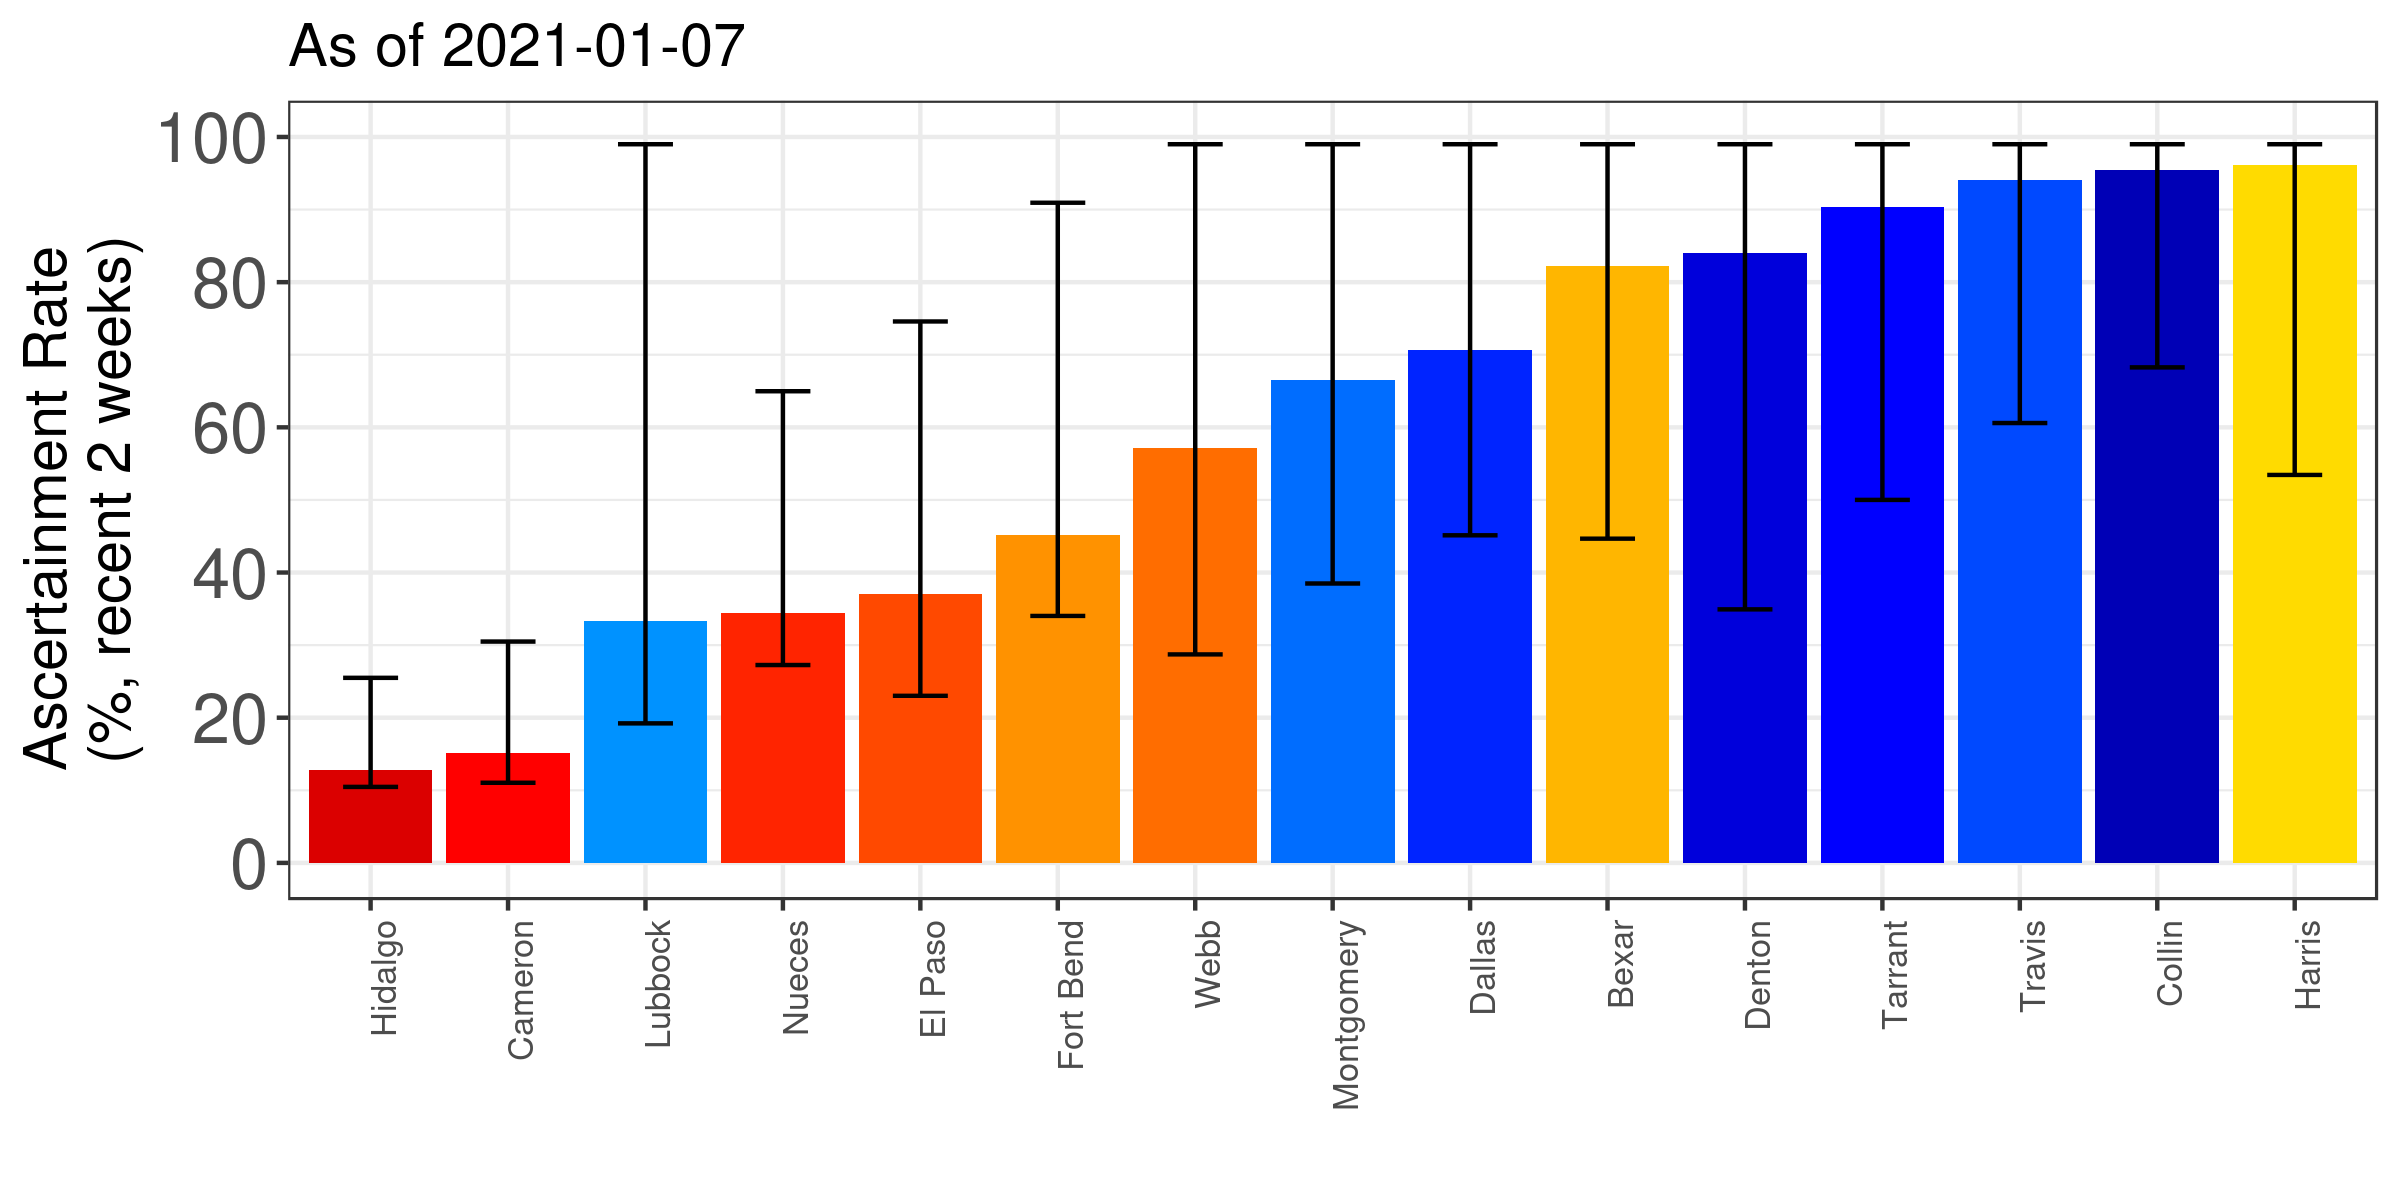 As of 2021-01-07
Ascertainment Rate
(%, recent 2 weeks)
100
80
60
40
20
0
Hidalgo
Cameron
Lubbock
Nueces
El Paso
Fort Bend
Webb
Montgomery
Dallas
Bexar
Denton
Tarrant
Travis
Collin
Harris